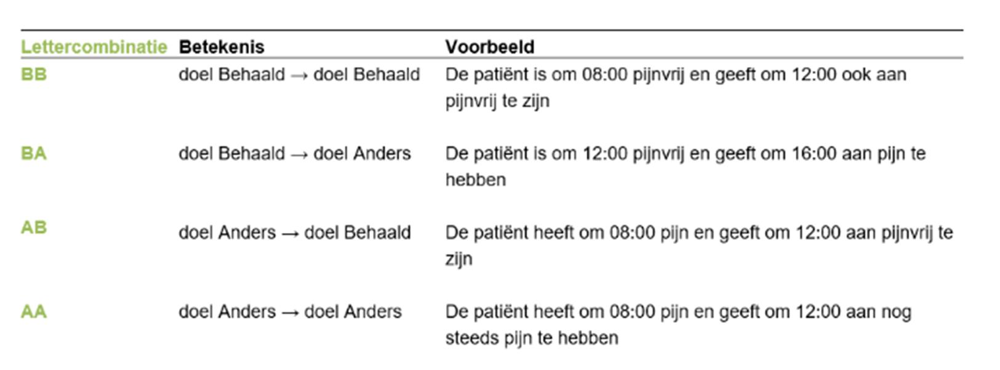 Lettercombinatie Betekenis Voorbeeld
BB doel Behaald → doel Behaald De patiënt is om 08:00 pijnvrij en geeft om 12:00 ook aan
pijnvrij te zijn
BA doel Behaald → doel Anders De patiënt is om 12:00 pijnvrij en geeft om 16:00 aan pijn te
hebben
AB doel Anders → doel Behaald De patiënt heeft om 08:00 pijn en geeft om 12:00 aan pijnvrij te
zijn
AA doel Anders → doel Anders De patiënt heeft om 08:00 pijn en geeft om 12:00 aan nog
steeds pijn te hebben